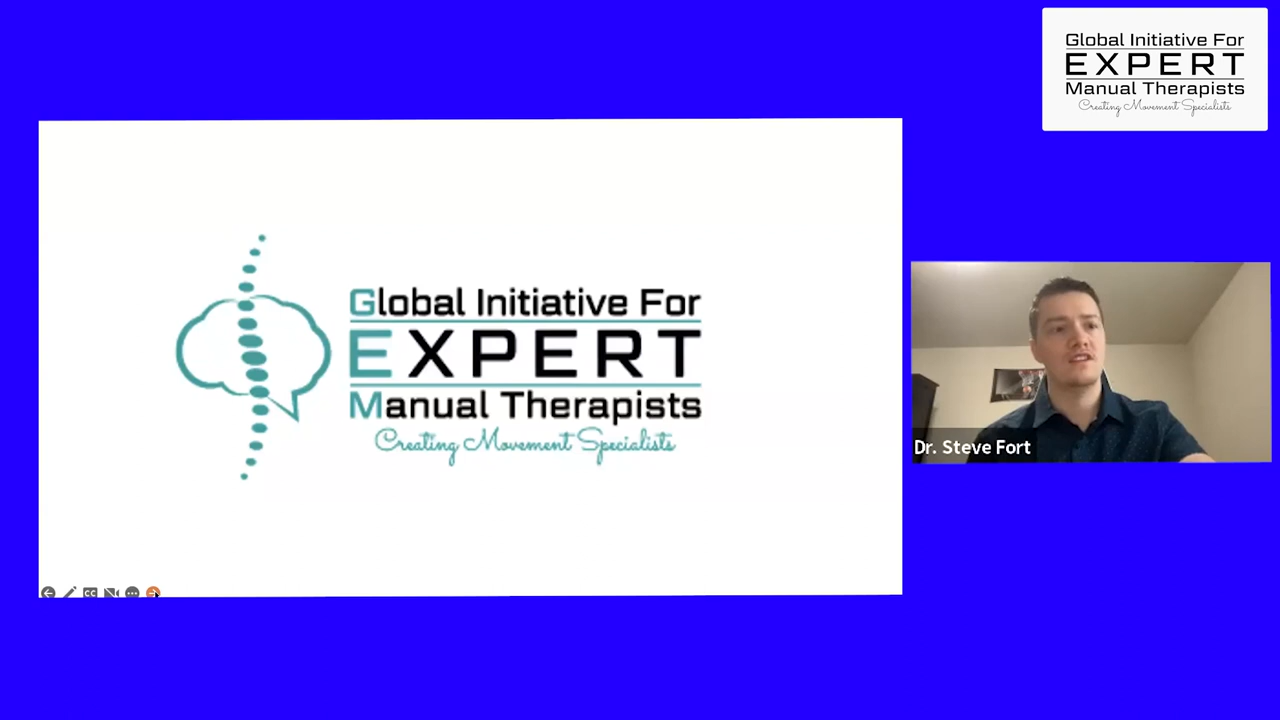 Global Initiative For
EXPERT
Manual Therapists
Creating Movement Specialists
Global Initiative For
EXPERT
Manual Therapists
Creating Movement Specialists
Dr. Steve Fort
CC